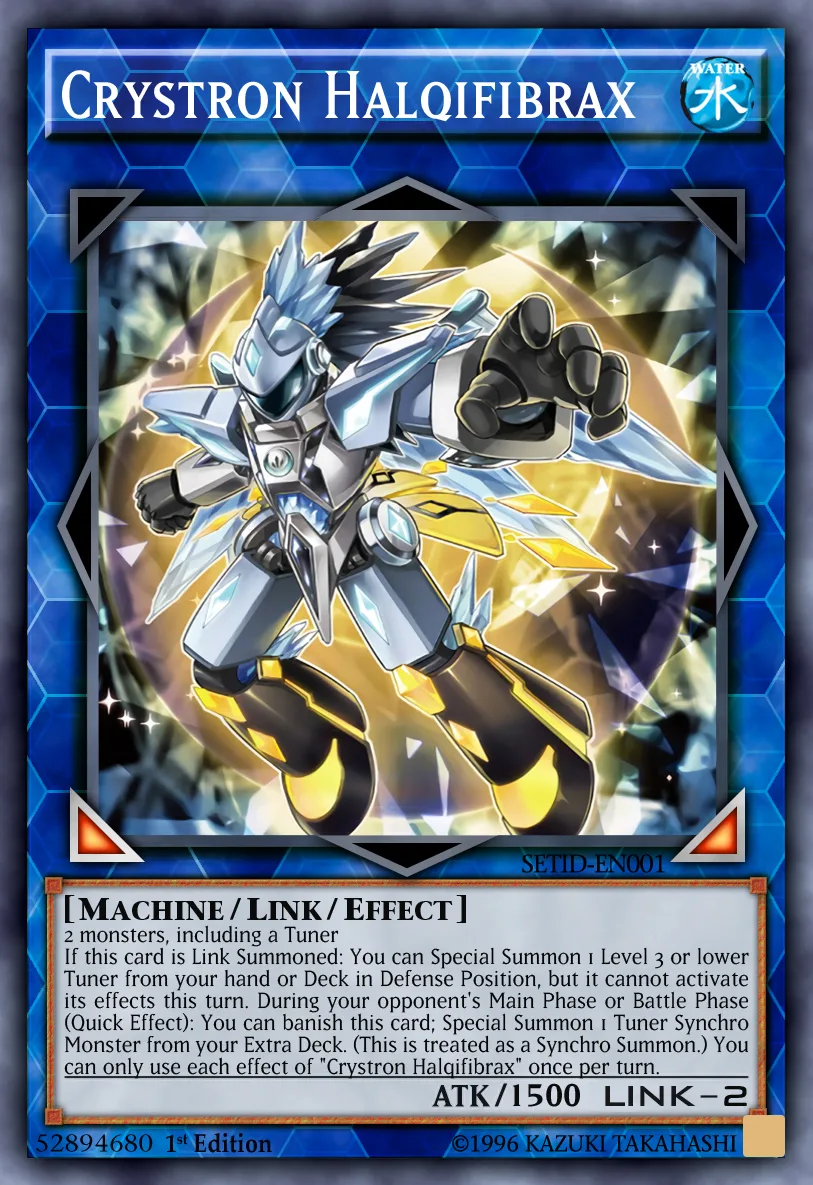 Crystron Halqifibrax
WATER
水
SETID-EN001
[Machine/Link/Effect]
2 monsters, including a Tuner
If this card is Link Summoned: You can Special Summon 1 Level 3 or lower
Tuner from your hand or Deck in Defense Position, but it cannot activate
its effects this turn. During your opponent's Main Phase or Battle Phase
(Quick Effect): You can banish this card; Special Summon 1 Tuner Synchro
Monster from your Extra Deck. (This is treated as a Synchro Summon.) You
can only use each effect of "Crystron Halqifibrax" once per turn.
ATK/1500 LINK-2
52894680 1st Edition ©1996 KAZUKI TAKAHASHI